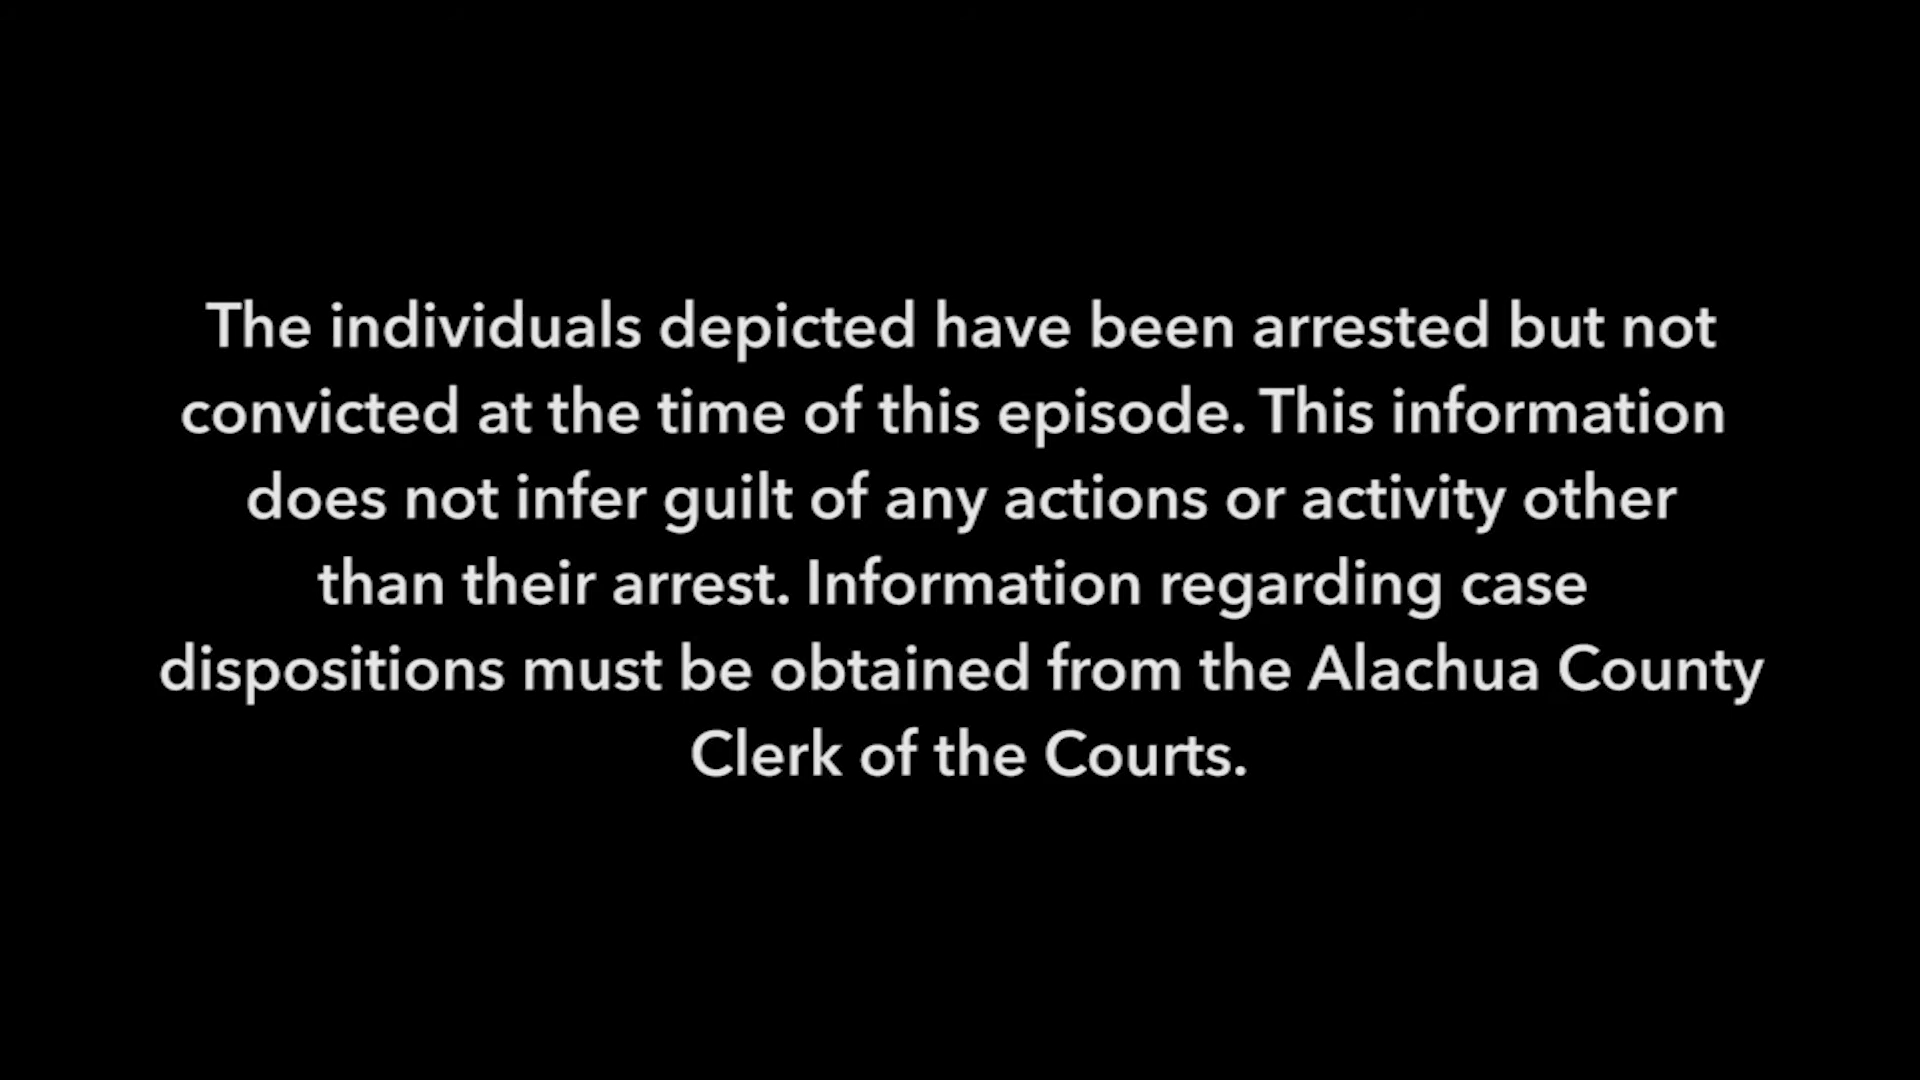 The individuals depicted have been arrested but not
convicted at the time of this episode. This information
does not infer guilt of any actions or activity other
than their arrest. Information regarding case
dispositions must be obtained from the Alachua County
Clerk of the Courts.